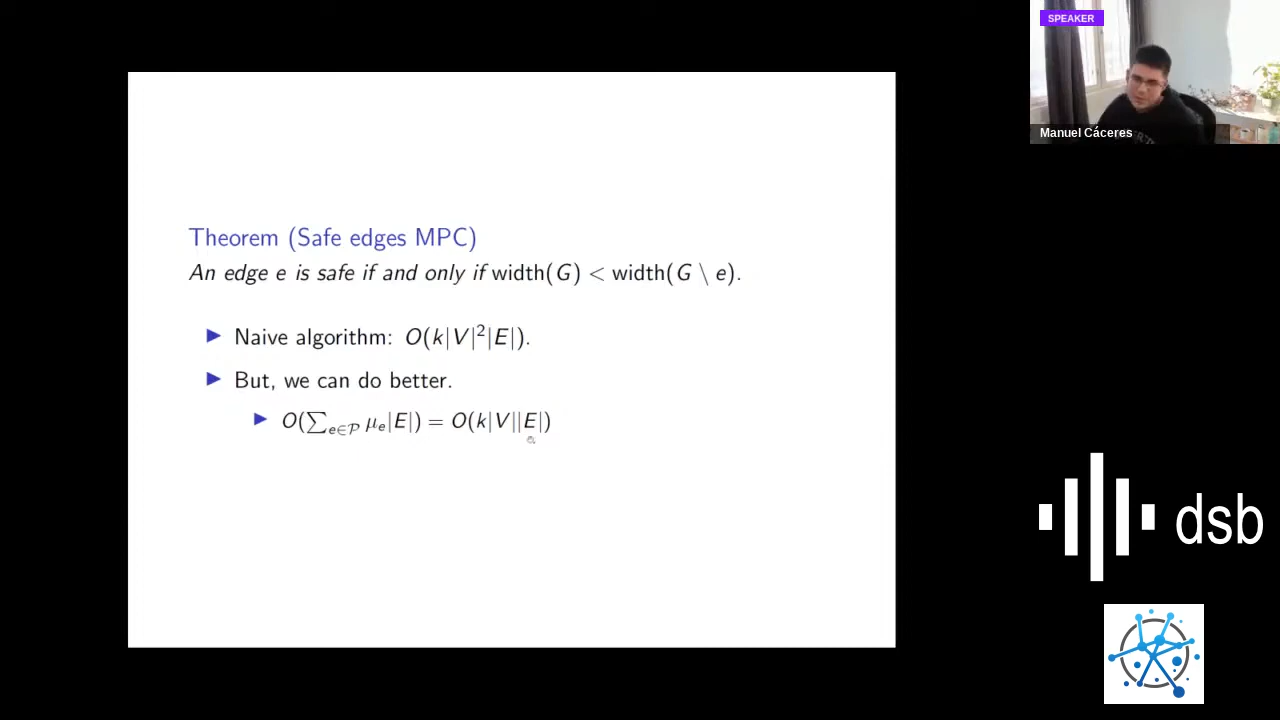 SPEAKER
Manuel Cáceres
Theorem (Safe edges MPC)
An edge e is safe if and only if width(G) < width(G \ e).
▶ Naive algorithm: O(k|V|²|E|).
▶ But, we can do better.
▶ O(∑e∈𝒫 μe|E|) = O(k|V||E|)
dsb